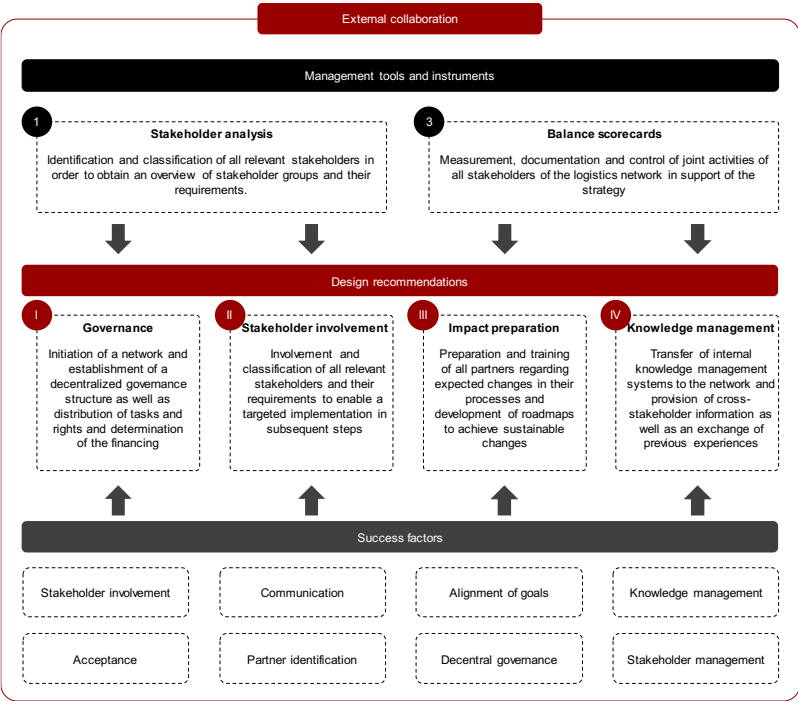 External collaboration
Management tools and instruments
1
Stakeholder analysis
Identification and classification of all relevant stakeholders in
order to obtain an overview of stakeholder groups and their
requirements.
3
Balance scorecards
Measurement, documentation and control of joint activities of
all stakeholders of the logistics network in support of the
strategy
Design recommendations
I
Governance
Initiation of a network and
establishment of a
decentralized governance
structure as well as
distribution of tasks and
rights and determination
of the financing
II
Stakeholder involvement
Involvement and
classification of all relevant
stakeholders and their
requirements to enable a
targeted implementation in
subsequent steps
III
Impact preparation
Preparation and training
of all partners regarding
expected changes in their
processes and
development of roadmaps
to achieve sustainable
changes
IV
Knowledge management
Transfer of internal
knowledge management
systems to the network and
provision of cross-
stakeholder information as
well as an exchange of
previous experiences
Success factors
Stakeholder involvement
Communication
Alignment of goals
Knowledge management
Acceptance
Partner identification
Decentral governance
Stakeholder management